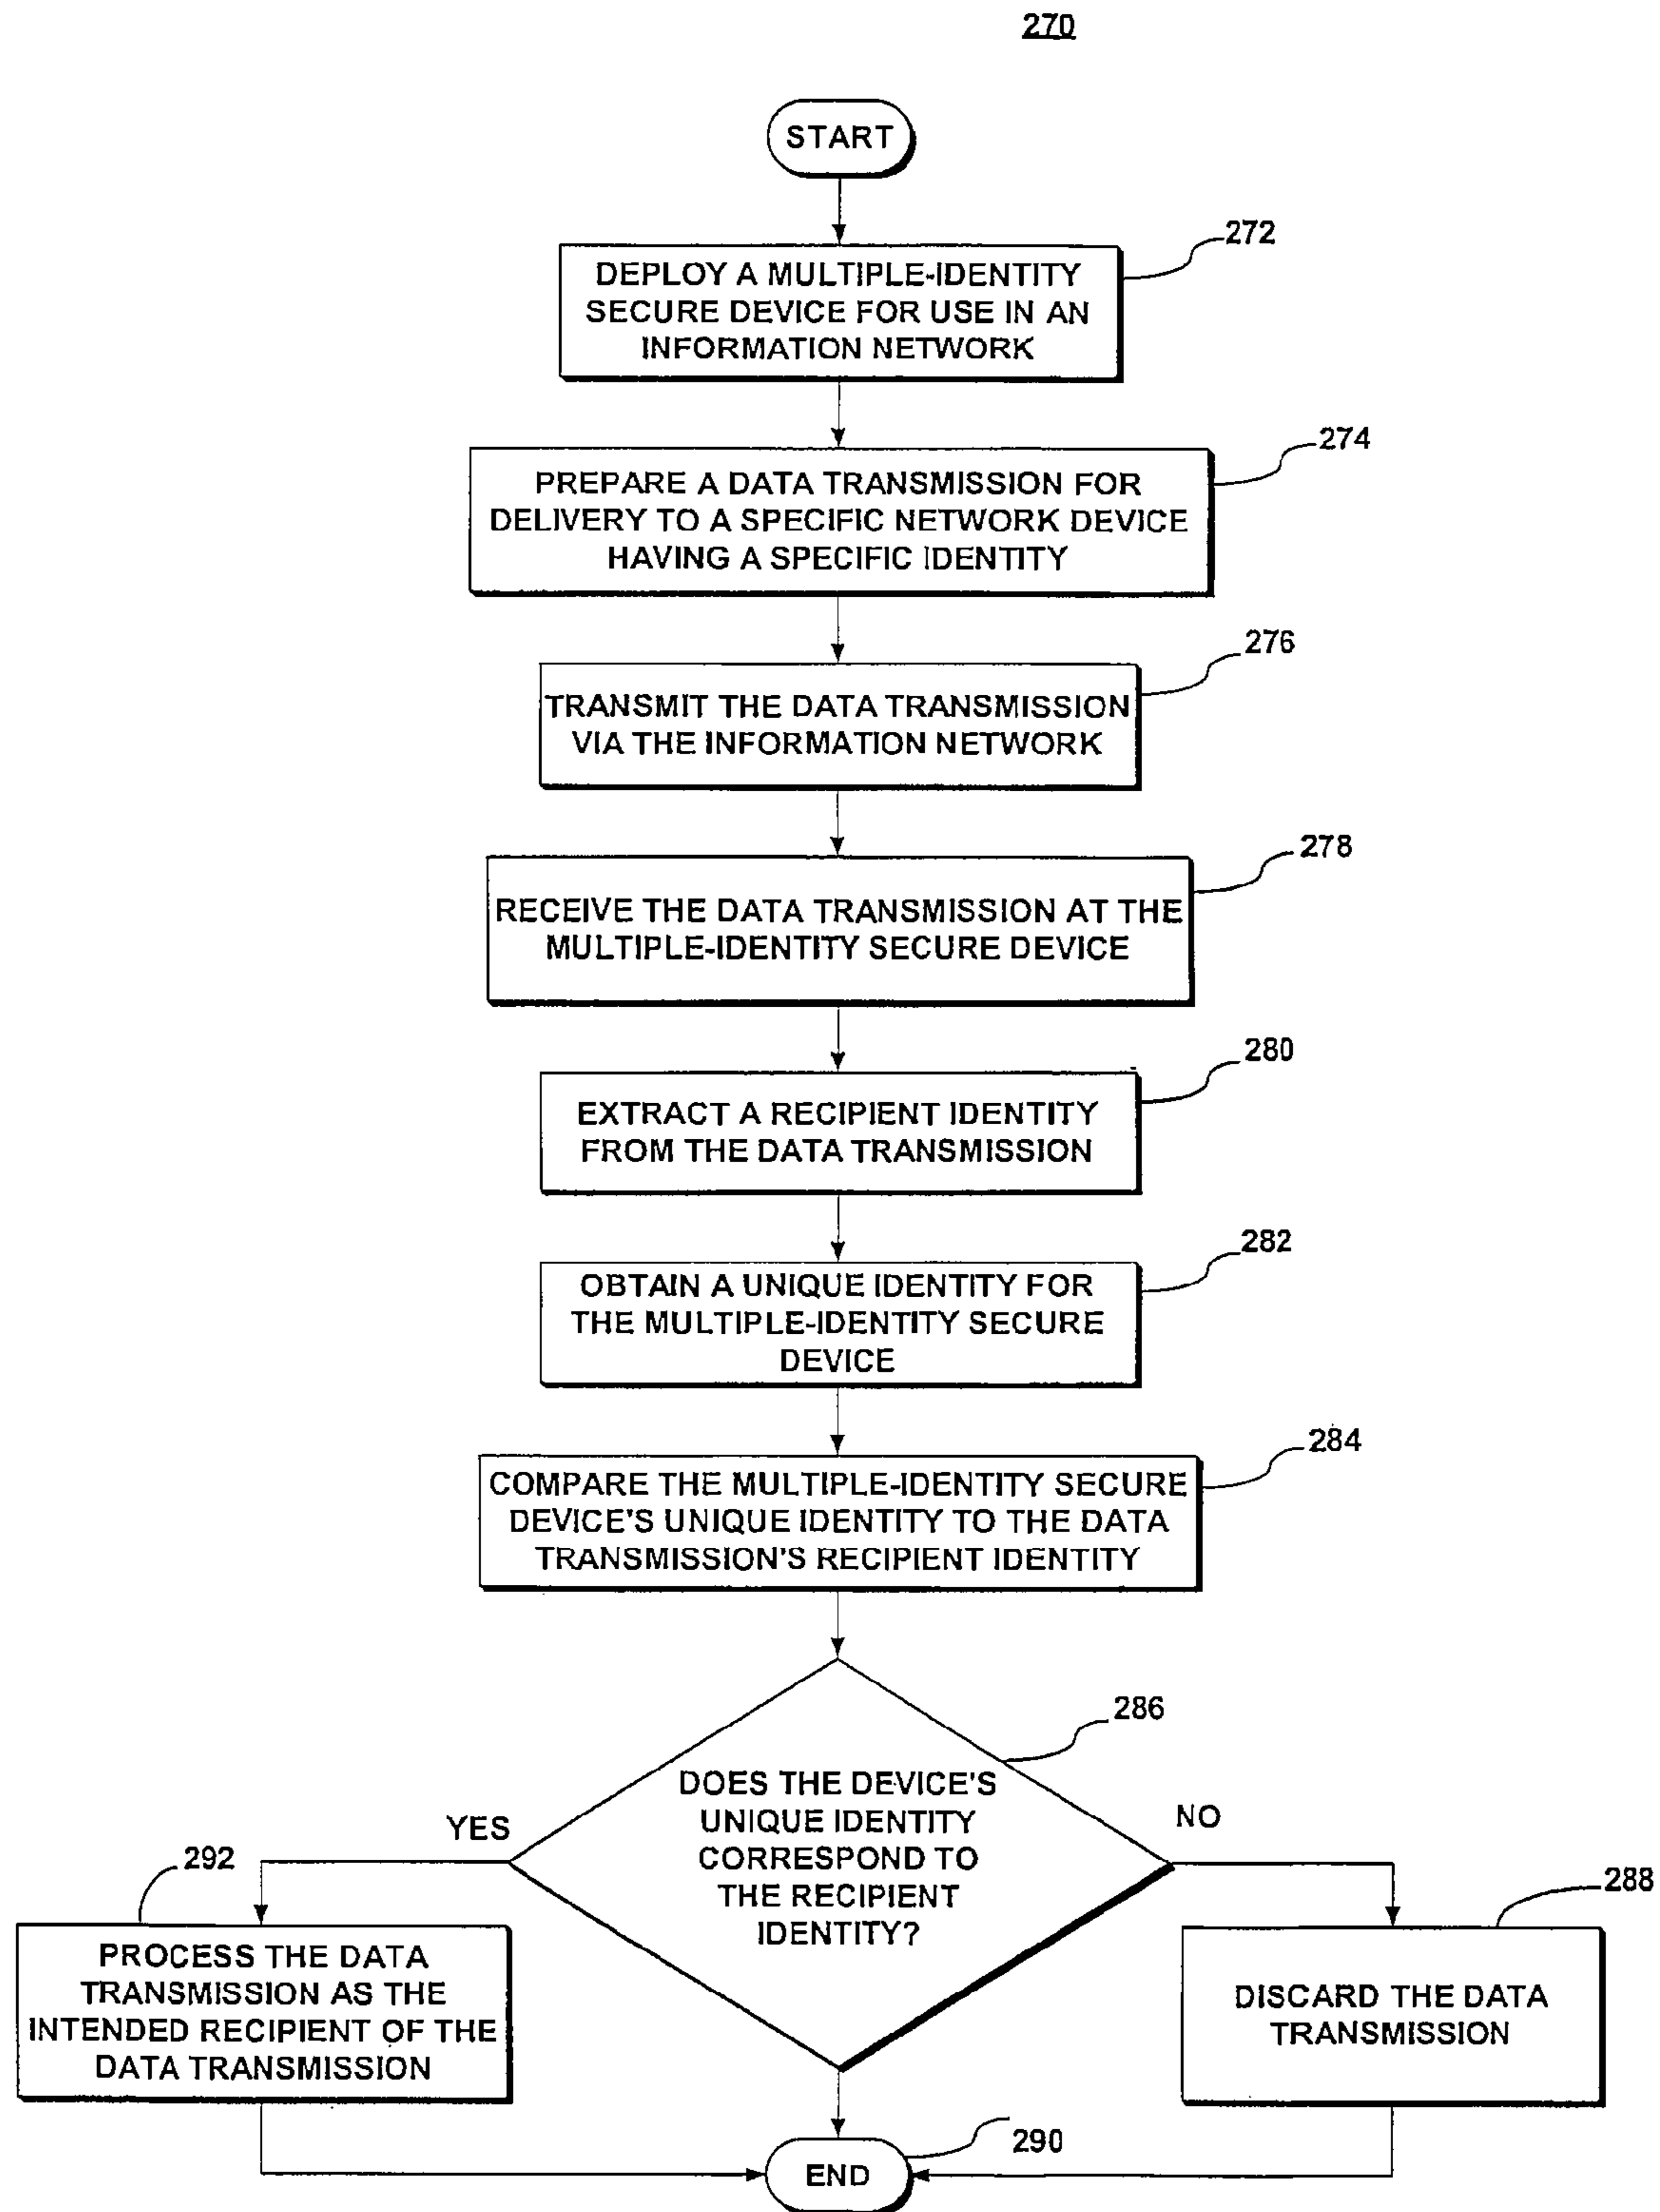 270
START
272
DEPLOY A MULTIPLE-IDENTITY
SECURE DEVICE FOR USE IN AN
INFORMATION NETWORK
274
PREPARE A DATA TRANSMISSION FOR
DELIVERY TO A SPECIFIC NETWORK DEVICE
HAVING A SPECIFIC IDENTITY
276
TRANSMIT THE DATA TRANSMISSION
VIA THE INFORMATION NETWORK
278
RECEIVE THE DATA TRANSMISSION AT THE
MULTIPLE-IDENTITY SECURE DEVICE
280
EXTRACT A RECIPIENT IDENTITY
FROM THE DATA TRANSMISSION
282
OBTAIN A UNIQUE IDENTITY FOR
THE MULTIPLE-IDENTITY SECURE
DEVICE
284
COMPARE THE MULTIPLE-IDENTITY SECURE
DEVICE'S UNIQUE IDENTITY TO THE DATA
TRANSMISSION'S RECIPIENT IDENTITY
286
DOES THE DEVICE'S
UNIQUE IDENTITY
CORRESPOND TO
THE RECIPIENT
IDENTITY?
YES
NO
292
PROCESS THE DATA
TRANSMISSION AS THE
INTENDED RECIPIENT OF THE
DATA TRANSMISSION
288
DISCARD THE DATA
TRANSMISSION
290
END